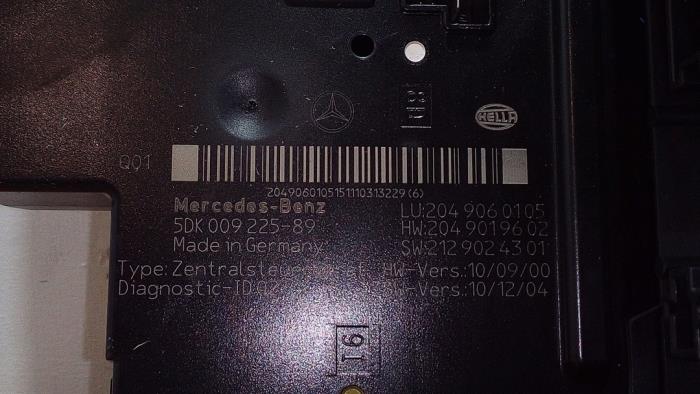 HELLA
Q01
2049060105151110313229(6)
Mercedes-Benz LU:204 906 01 05
5DK 009 225-89 HW:204 901 96 02
Made in Germany SW:212 902 43 01
Type: HW-Vers.:10/09/00
Diagnostic-ID SW-Vers.:10/12/04
16